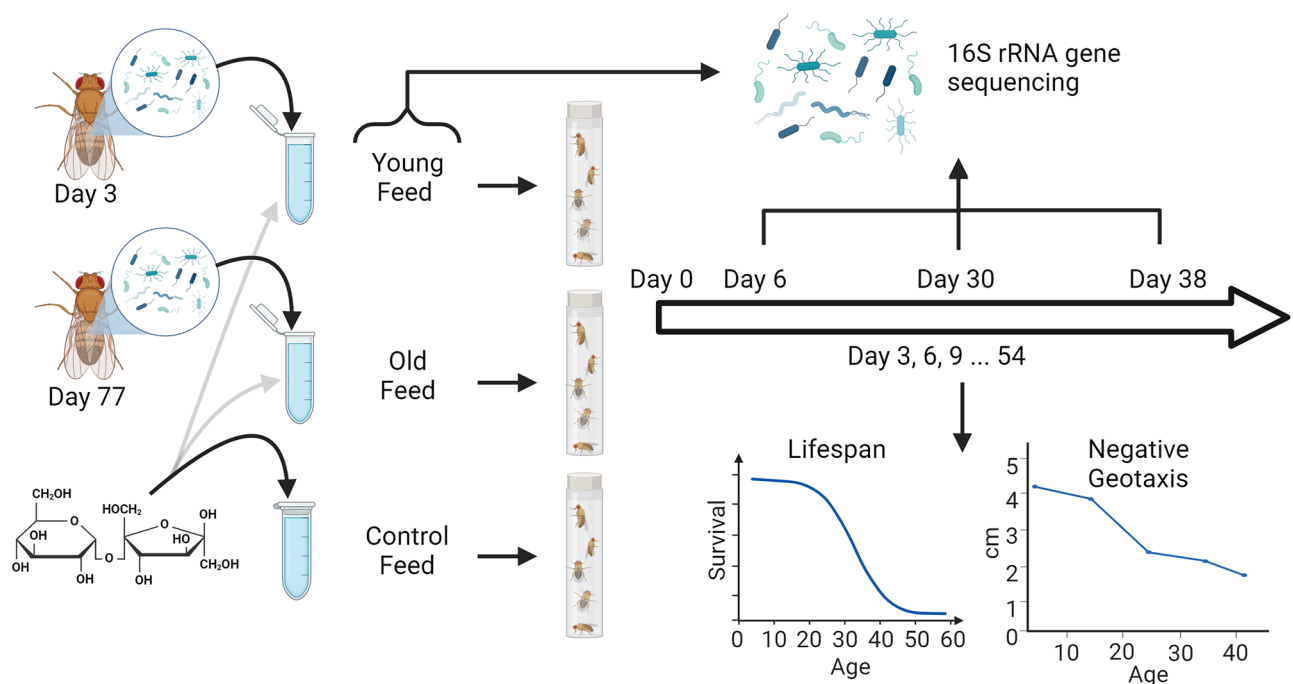 16S rRNA gene
sequencing
Day 3
Young
Feed
Day 0
Day 6
Day 30
Day 38
Day 3, 6, 9 ... 54
Day 77
Old
Feed
Control
Feed
CH₂OH
O
OH
OH
OH
O
HOCH₂
O
OH
HO
CH₂OH
OH
Lifespan
Survival
0 10 20 30 40 50 60
Age
Negative
Geotaxis
cm
5
4
3
2
1
0
10 20 30 40
Age